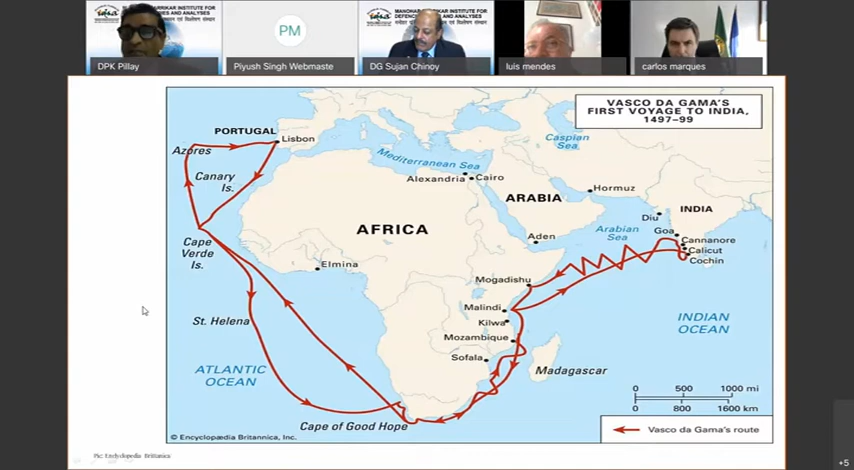 DPK Pillay
PM
Piyush Singh Webmaste
DG Sujan Chinoy
luis mendes
carlos marques
VASCO DA GAMA'S
FIRST VOYAGE TO INDIA,
1497–99
PORTUGAL
Lisbon
Azores
Canary
Is.
Cape
Verde
Is.
Mediterranean Sea
Caspian
Sea
Alexandria
Cairo
ARABIA
Hormuz
AFRICA
Aden
Arabian
Sea
Diu
INDIA
Goa
Cannanore
Calicut
Cochin
Elmina
Mogadishu
Malindi
Kilwa
Mozambique
Sofala
Madagascar
St. Helena
ATLANTIC
OCEAN
INDIAN
OCEAN
Cape of Good Hope
0 500 1000 mi
0 800 1600 km
Vasco da Gama's route
© Encyclopædia Britannica, Inc.
+5